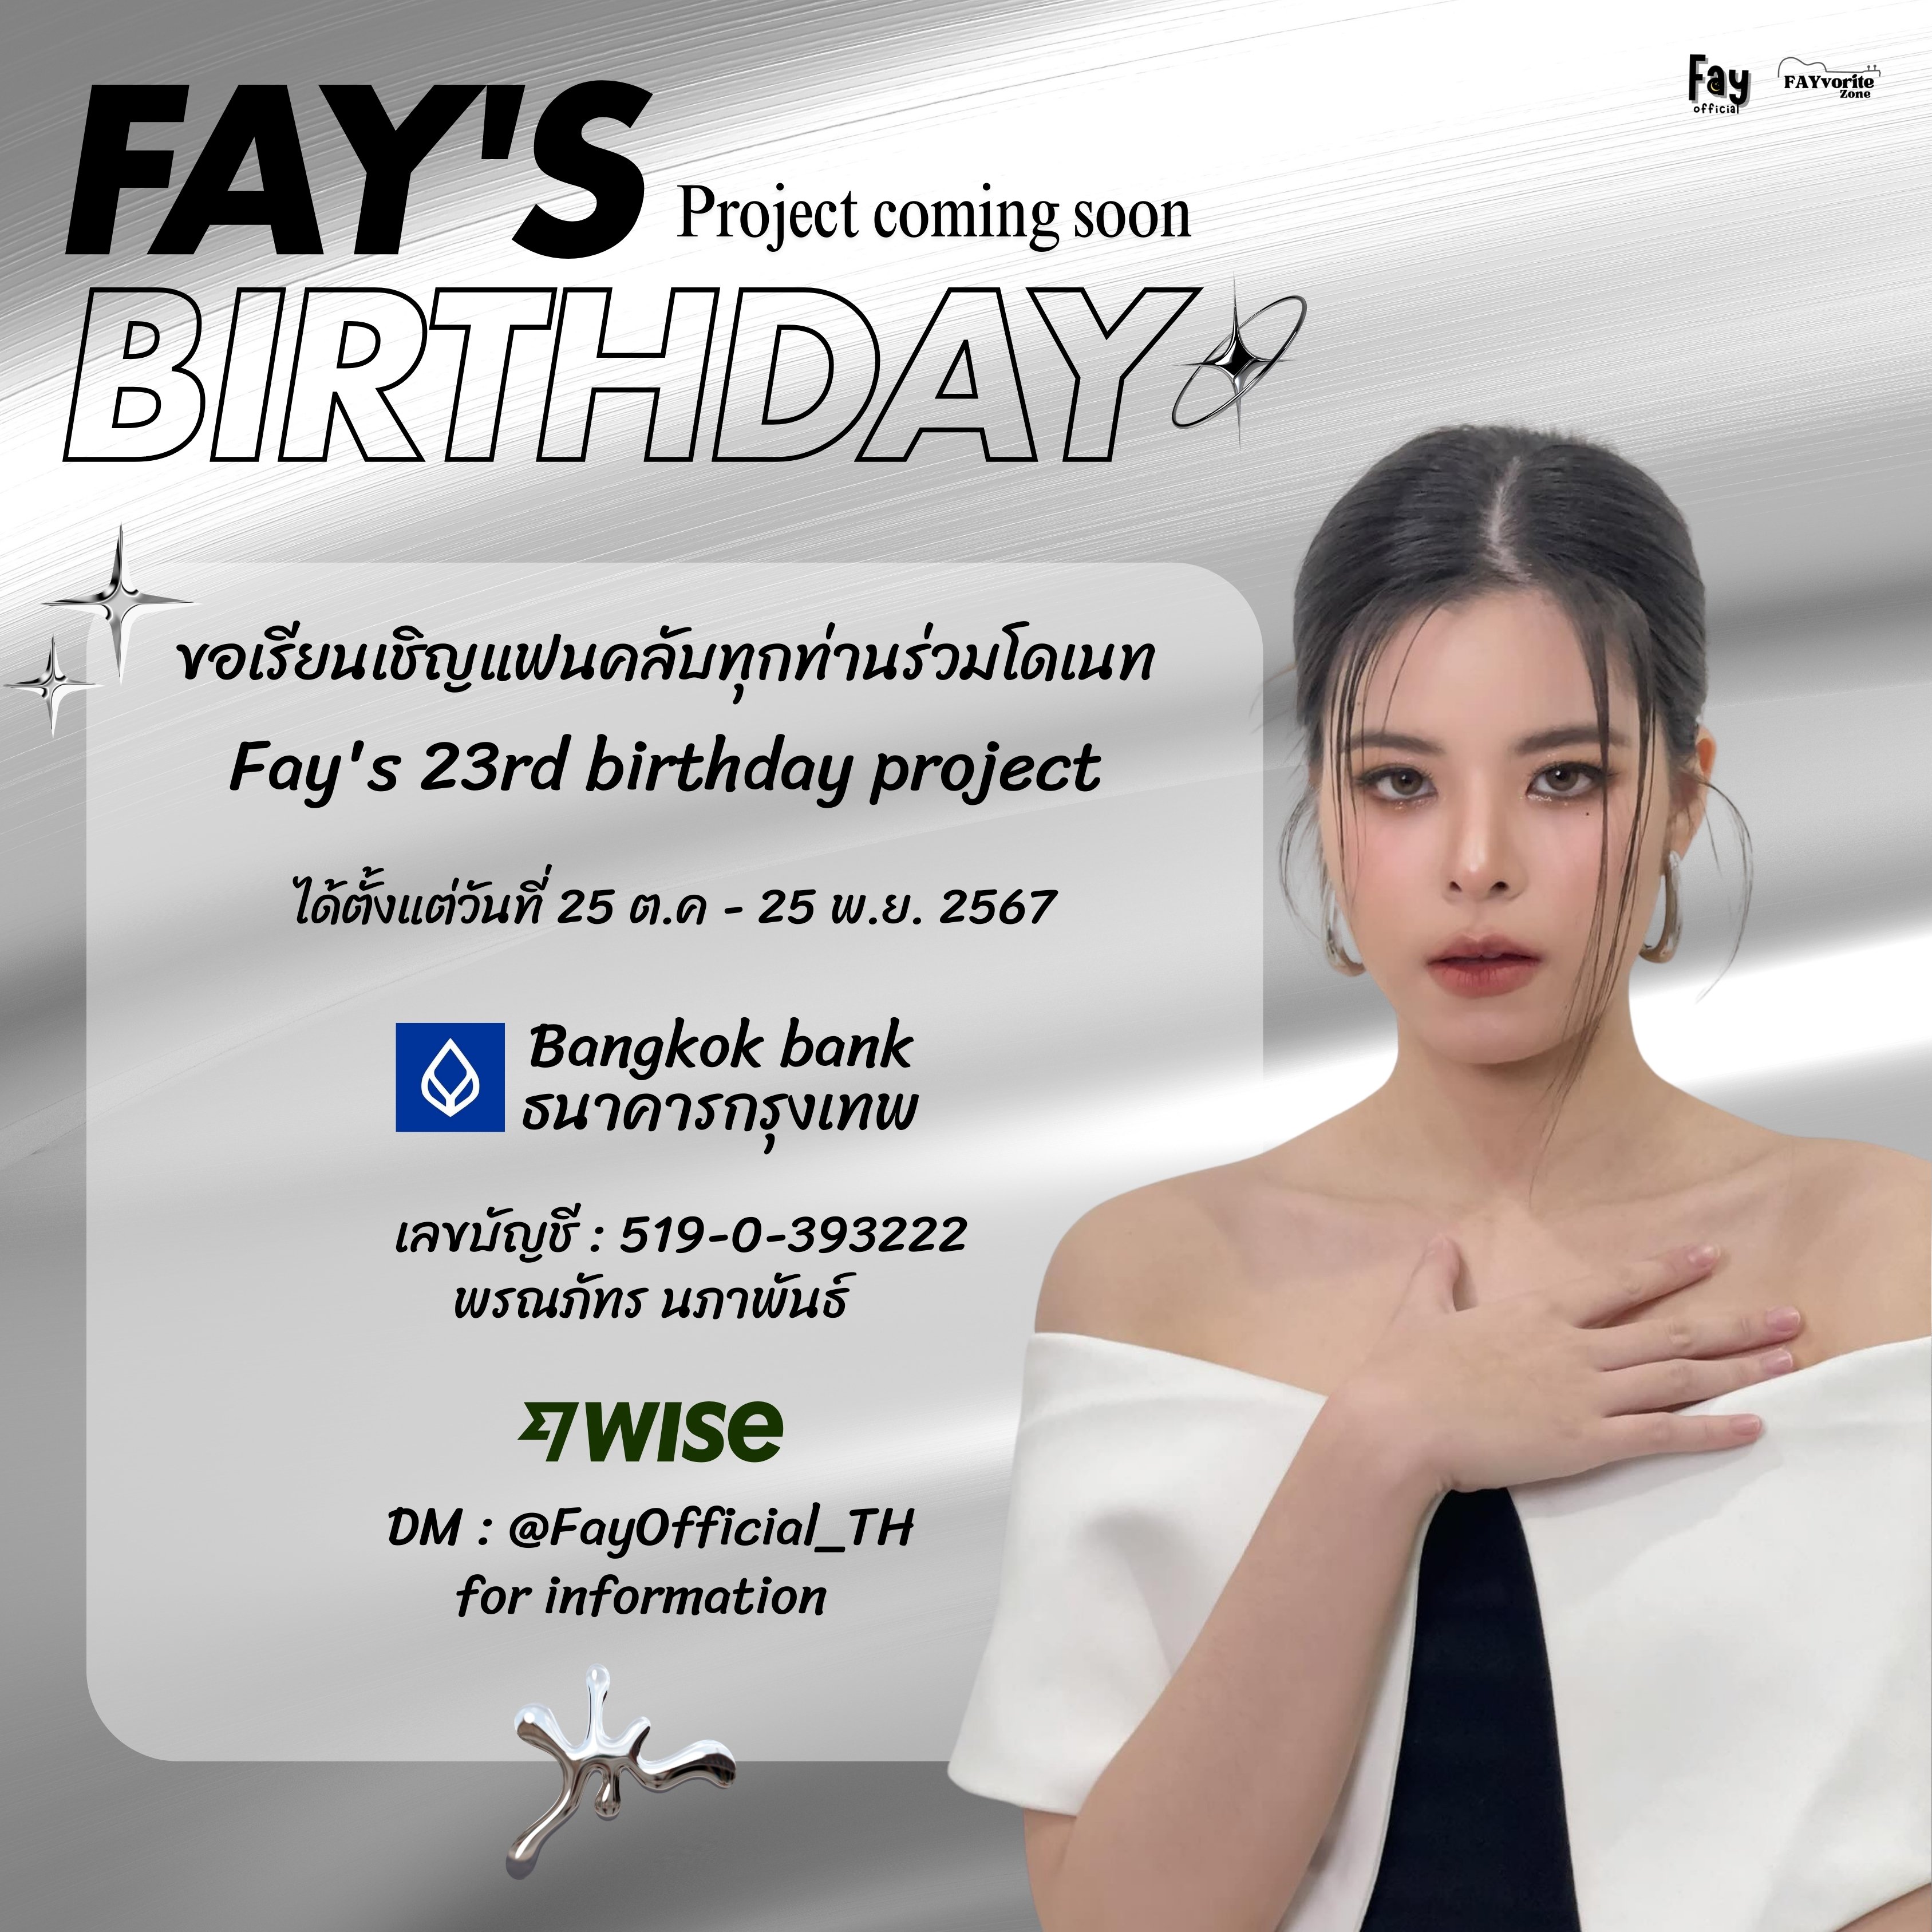 FAY'S
Project coming soon
BIRTHDAY
Fay
official
FAYvorite
Zone
ขอเรียนเชิญแฟนคลับทุกท่านร่วมโดเนท
Fay's 23rd birthday project
ได้ตั้งแต่วันที่ 25 ต.ค - 25 พ.ย. 2567
Bangkok bank
ธนาคารกรุงเทพ
เลขบัญชี : 519-0-393222
พรณภัทร นภาพันธ์
wise
DM : @FayOfficial_TH
for information